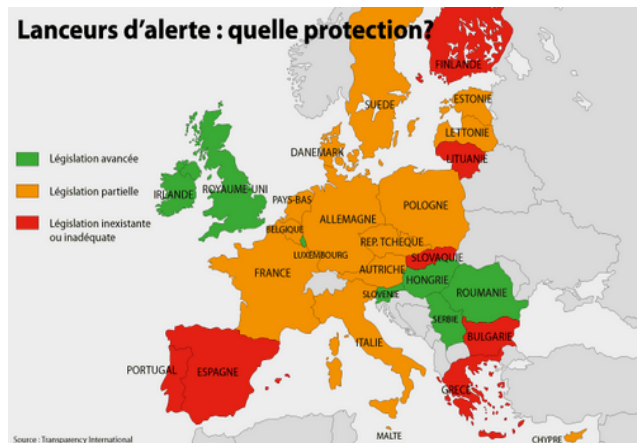 Lanceurs d'alerte : quelle protection?
FINLANDE
SUEDE
ESTONIE
LETTONIE
DANEMARK
LITUANIE
Législation avancée
Législation partielle
Législation inexistante
ou inadéquate
IRLANDE
ROYAUME-UNI
PAYS-BAS
BELGIQUE
ALLEMAGNE
POLOGNE
LUXEMBOURG
REP. TCHEQUE
SLOVAQUIE
FRANCE
AUTRICHE
HONGRIE
SLOVENIE
ROUMANIE
SERBIE
ITALIE
BULGARIE
PORTUGAL
ESPAGNE
GRECE
MALTE
CHYPRE
Source : Transparency International